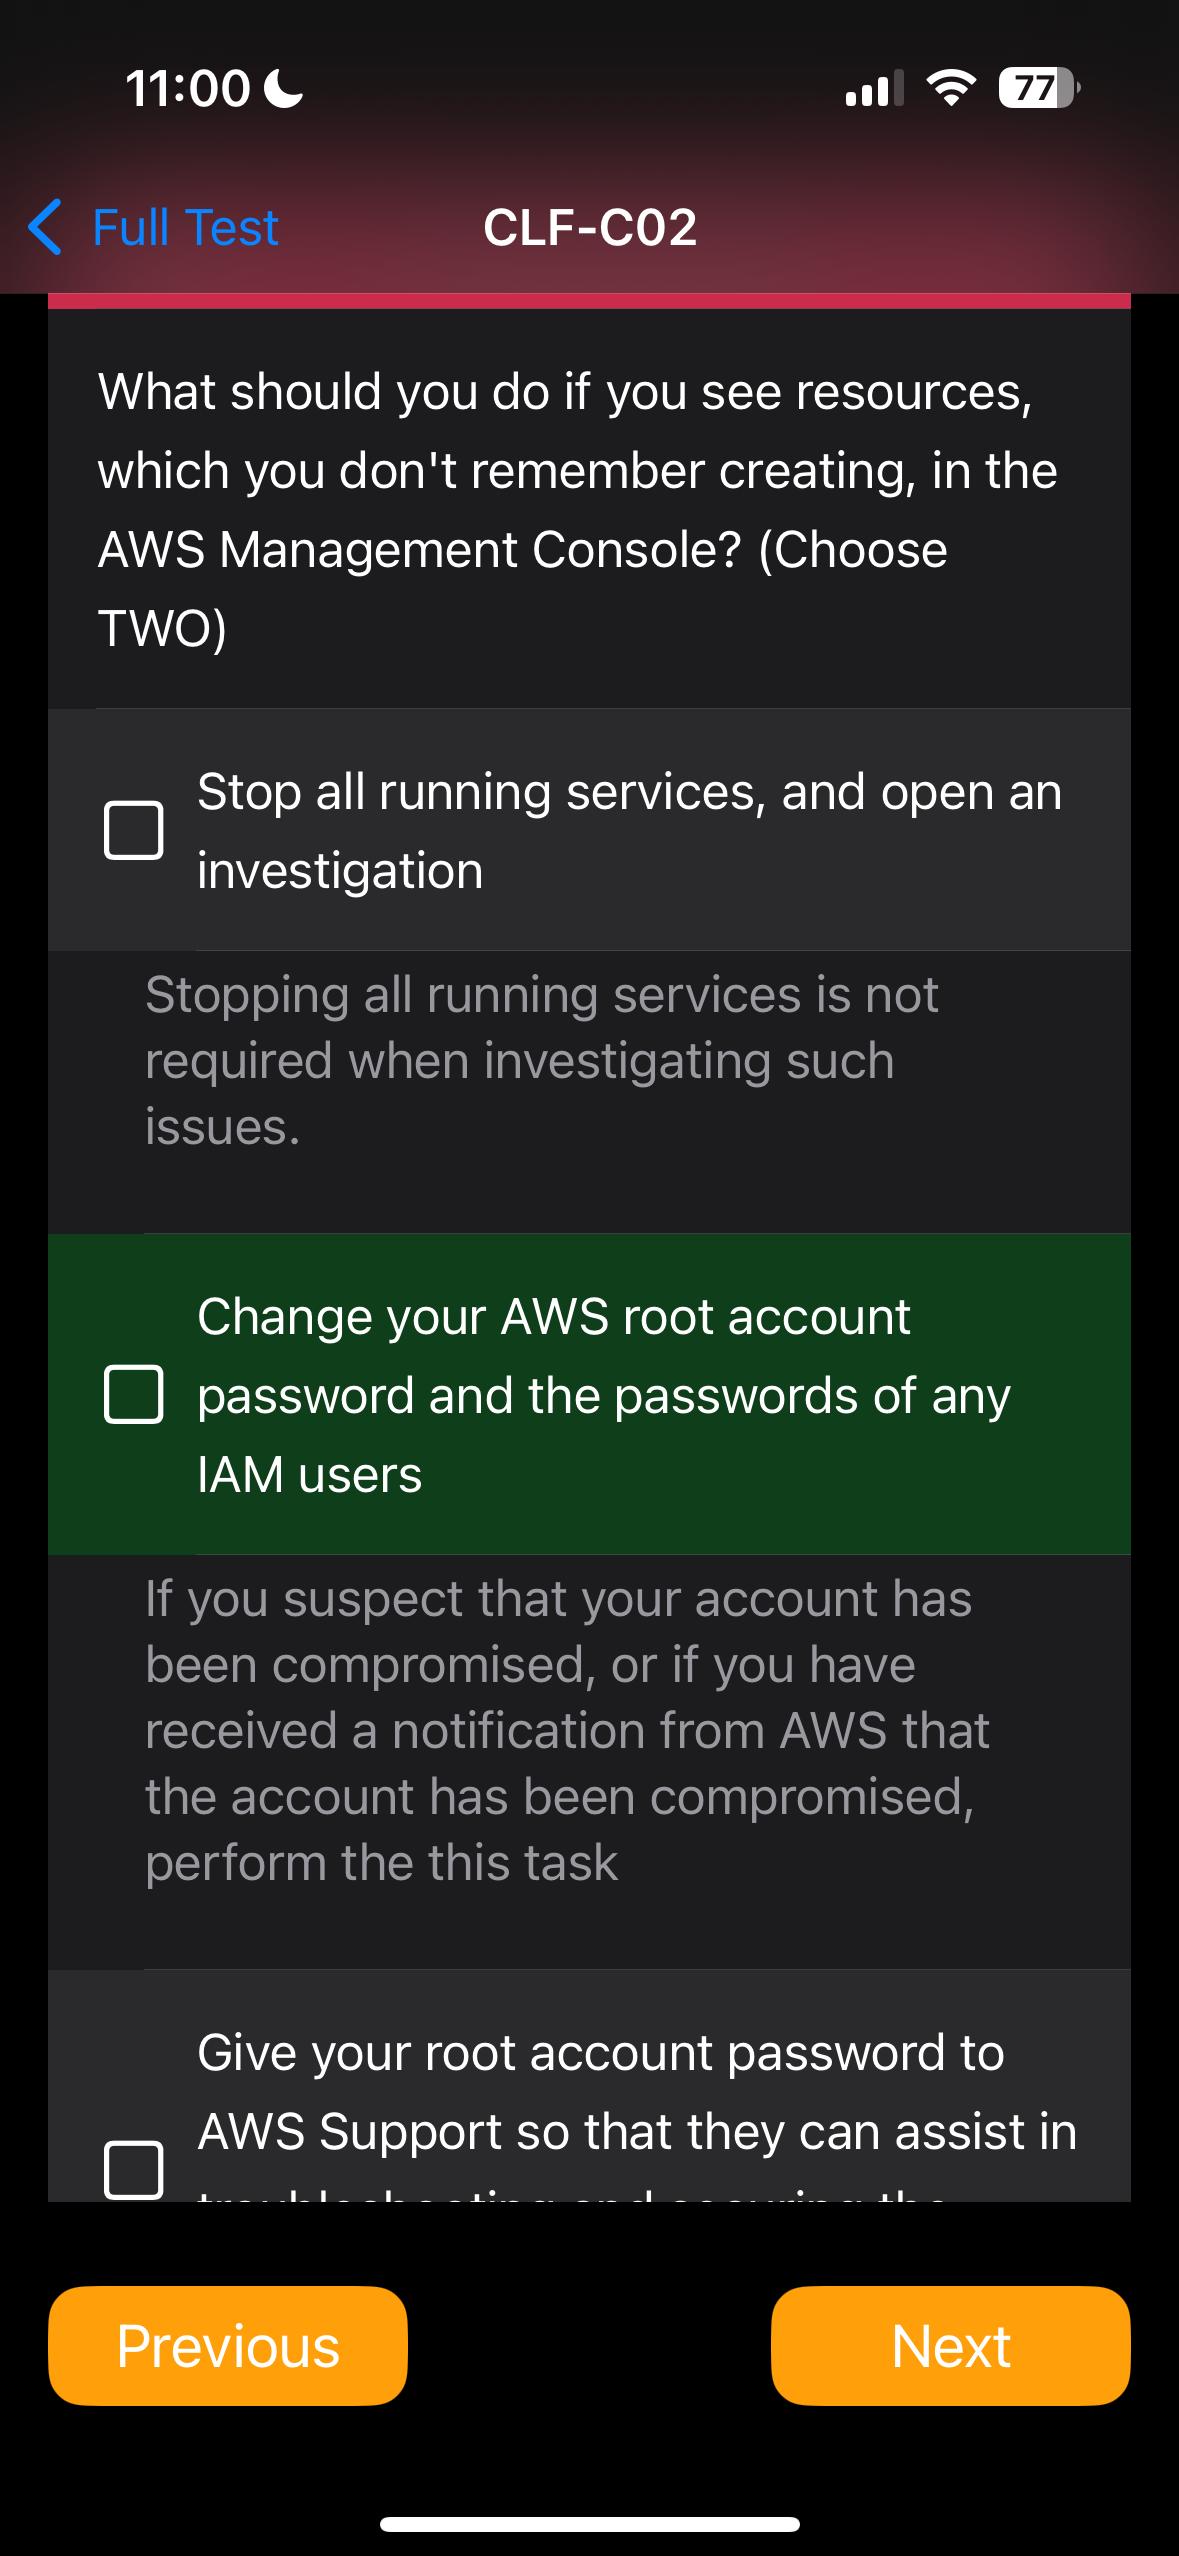 11:00
77
Full Test
CLF-C02
What should you do if you see resources,
which you don't remember creating, in the
AWS Management Console? (Choose
TWO)
Stop all running services, and open an
investigation
Stopping all running services is not
required when investigating such
issues.
Change your AWS root account
password and the passwords of any
IAM users
If you suspect that your account has
been compromised, or if you have
received a notification from AWS that
the account has been compromised,
perform the this task
Give your root account password to
AWS Support so that they can assist in
troubleshooting and securing the
Previous
Next